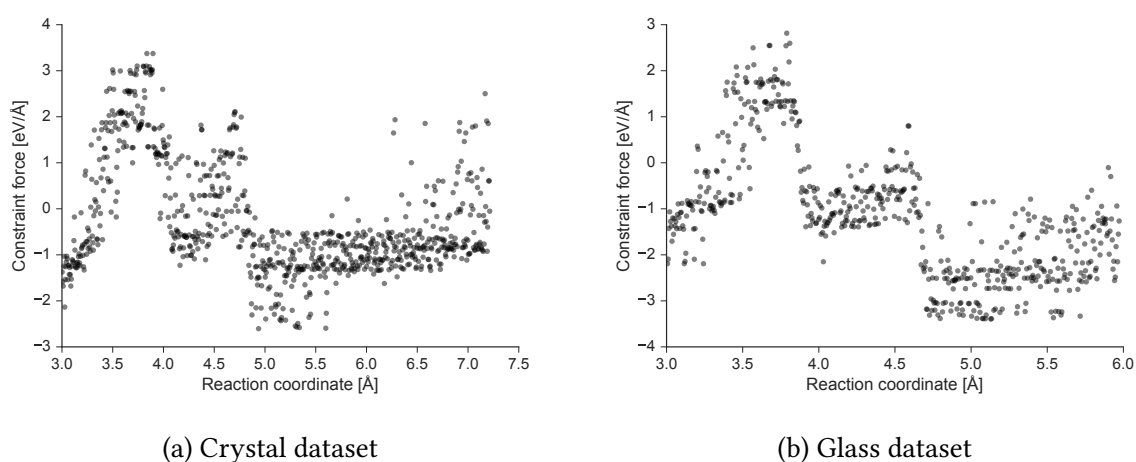 4
3
2
1
0
−1
−2
−3
3.0 3.5 4.0 4.5 5.0 5.5 6.0 6.5 7.0 7.5
Reaction coordinate [Å]
Constraint force [eV/Å]
(a) Crystal dataset
3
2
1
0
−1
−2
−3
−4
3.0 3.5 4.0 4.5 5.0 5.5 6.0
Reaction coordinate [Å]
Constraint force [eV/Å]
(b) Glass dataset